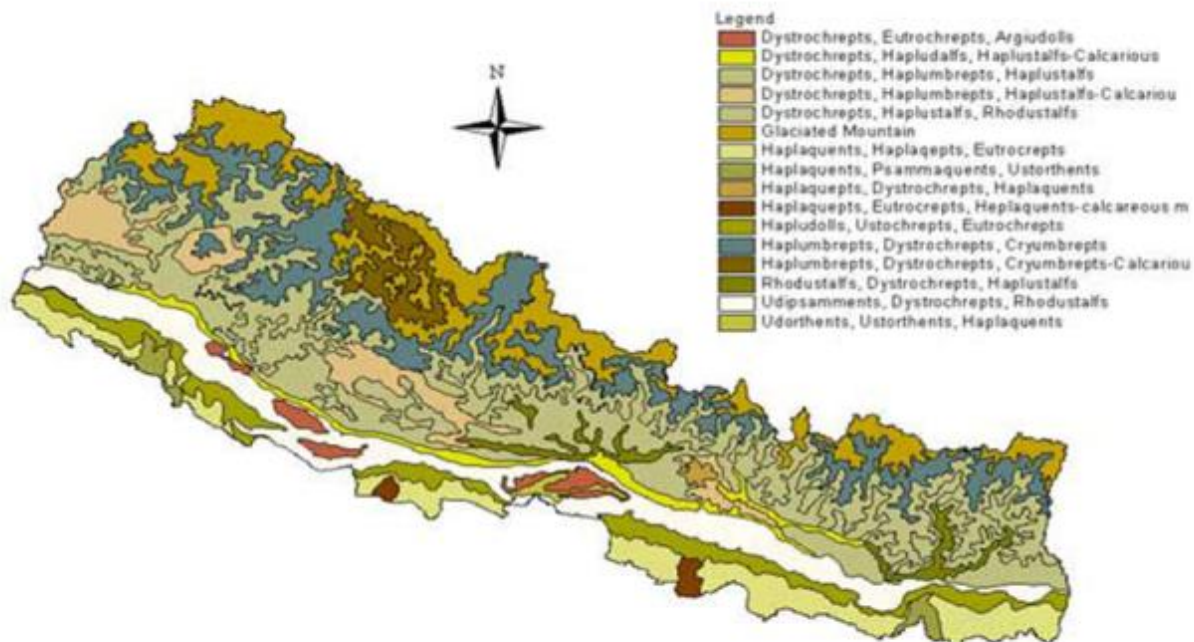 Legend
Dystrochrepts, Eutrochrepts, Argiudolls
Dystrochrepts, Hapludalfs, Haplustalfs-Calcarious
Dystrochrepts, Haplumbrepts, Haplustalfs
Dystrochrepts, Haplumbrepts, Haplustalfs-Calcariou
Dystrochrepts, Haplustalfs, Rhodustalfs
Glaciated Mountain
Haplaquents, Haplaqepts, Eutrocrepts
Haplaquents, Psammaquents, Ustorthents
Haplaquepts, Dystrochrepts, Haplaquents
Haplaquepts, Eutrocrepts, Heplaquents-calcareous m
Hapludolls, Ustochrepts, Eutrochrepts
Haplumbrepts, Dystrochrepts, Cryumbrepts
Haplumbrepts, Dystrochrepts, Cryumbrepts-Calcariou
Rhodustalfs, Dystrochrepts, Haplustalfs
Udipsamments, Dystrochrepts, Rhodustalfs
Udorthents, Ustorthents, Haplaquents
N